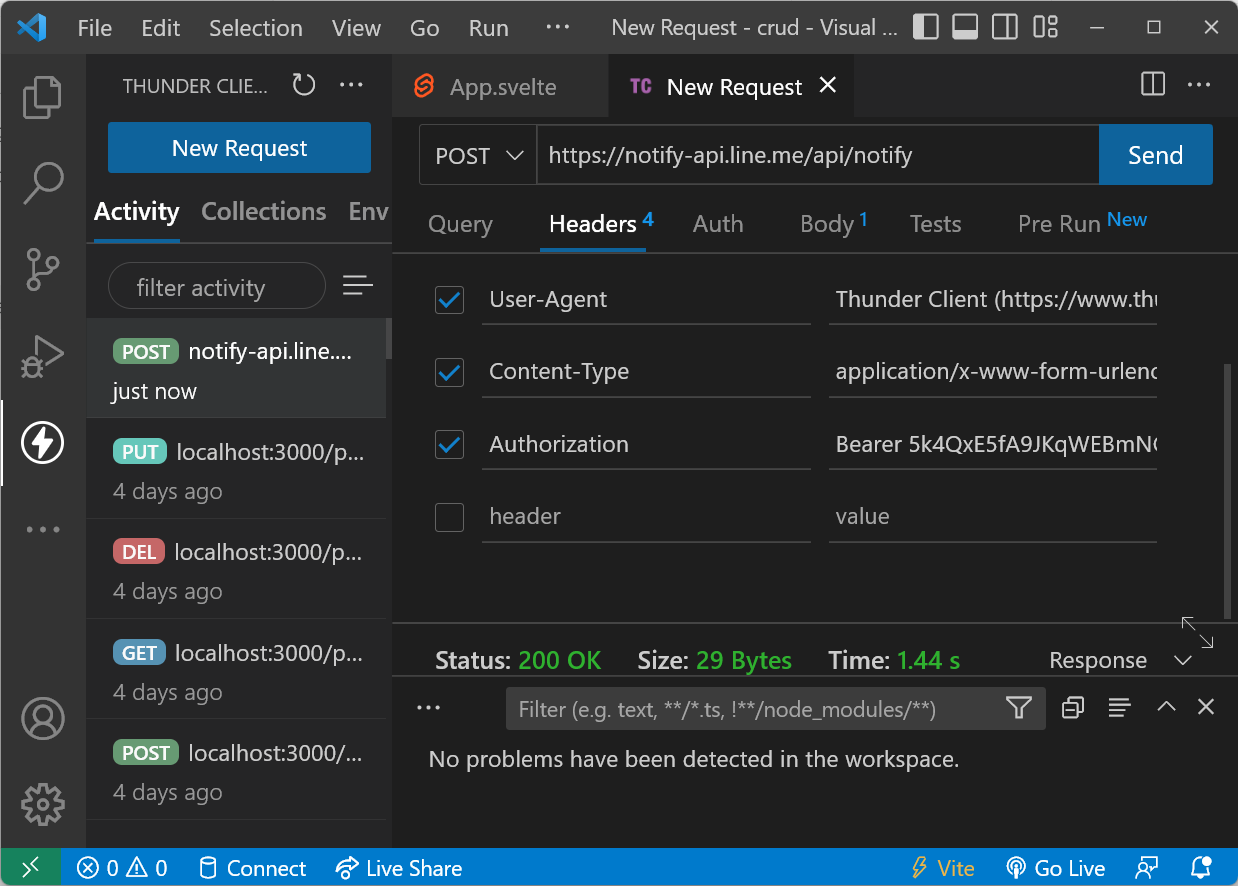 File Edit Selection View Go Run ··· New Request - crud - Visual ...
THUNDER CLIE... ···
App.svelte
TC New Request
New Request
POST https://notify-api.line.me/api/notify Send
Activity Collections Env
Query Headers 4 Auth Body 1 Tests Pre Run New
filter activity
User-Agent Thunder Client (https://www.thu
POST notify-api.line....
just now
Content-Type application/x-www-form-urlenc
PUT localhost:3000/p...
4 days ago
Authorization Bearer 5k4QxE5fA9JKqWEBmN
header value
DEL localhost:3000/p...
4 days ago
GET localhost:3000/p...
4 days ago
Status: 200 OK Size: 29 Bytes Time: 1.44 s Response
Filter (e.g. text, **/*.ts, !**/node_modules/**)
POST localhost:3000/...
4 days ago
No problems have been detected in the workspace.
0 0 Connect Live Share Vite Go Live